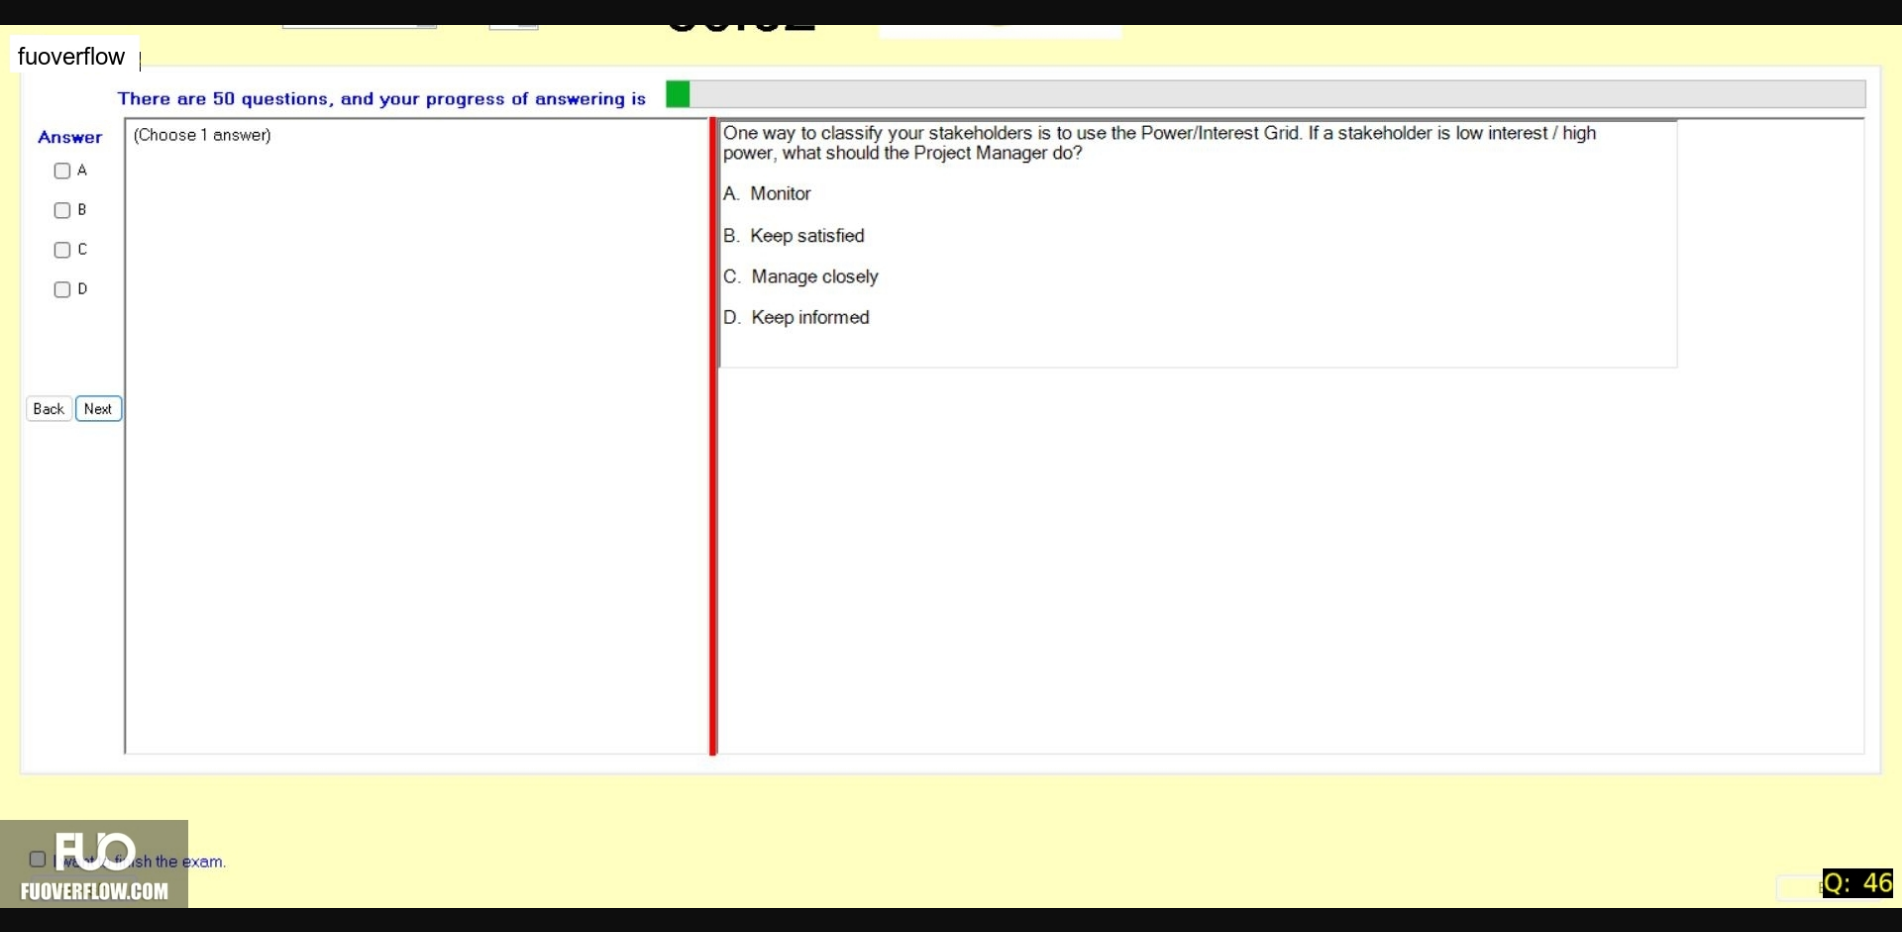 fuoverflow
There are 50 questions, and your progress of answering is
Answer
(Choose 1 answer)
A
B
C
D
Back Next
One way to classify your stakeholders is to use the Power/Interest Grid. If a stakeholder is low interest / high
power, what should the Project Manager do?
A. Monitor
B. Keep satisfied
C. Manage closely
D. Keep informed
FUO
I want to finish the exam.
FUOVERFLOW.COM
Q: 46